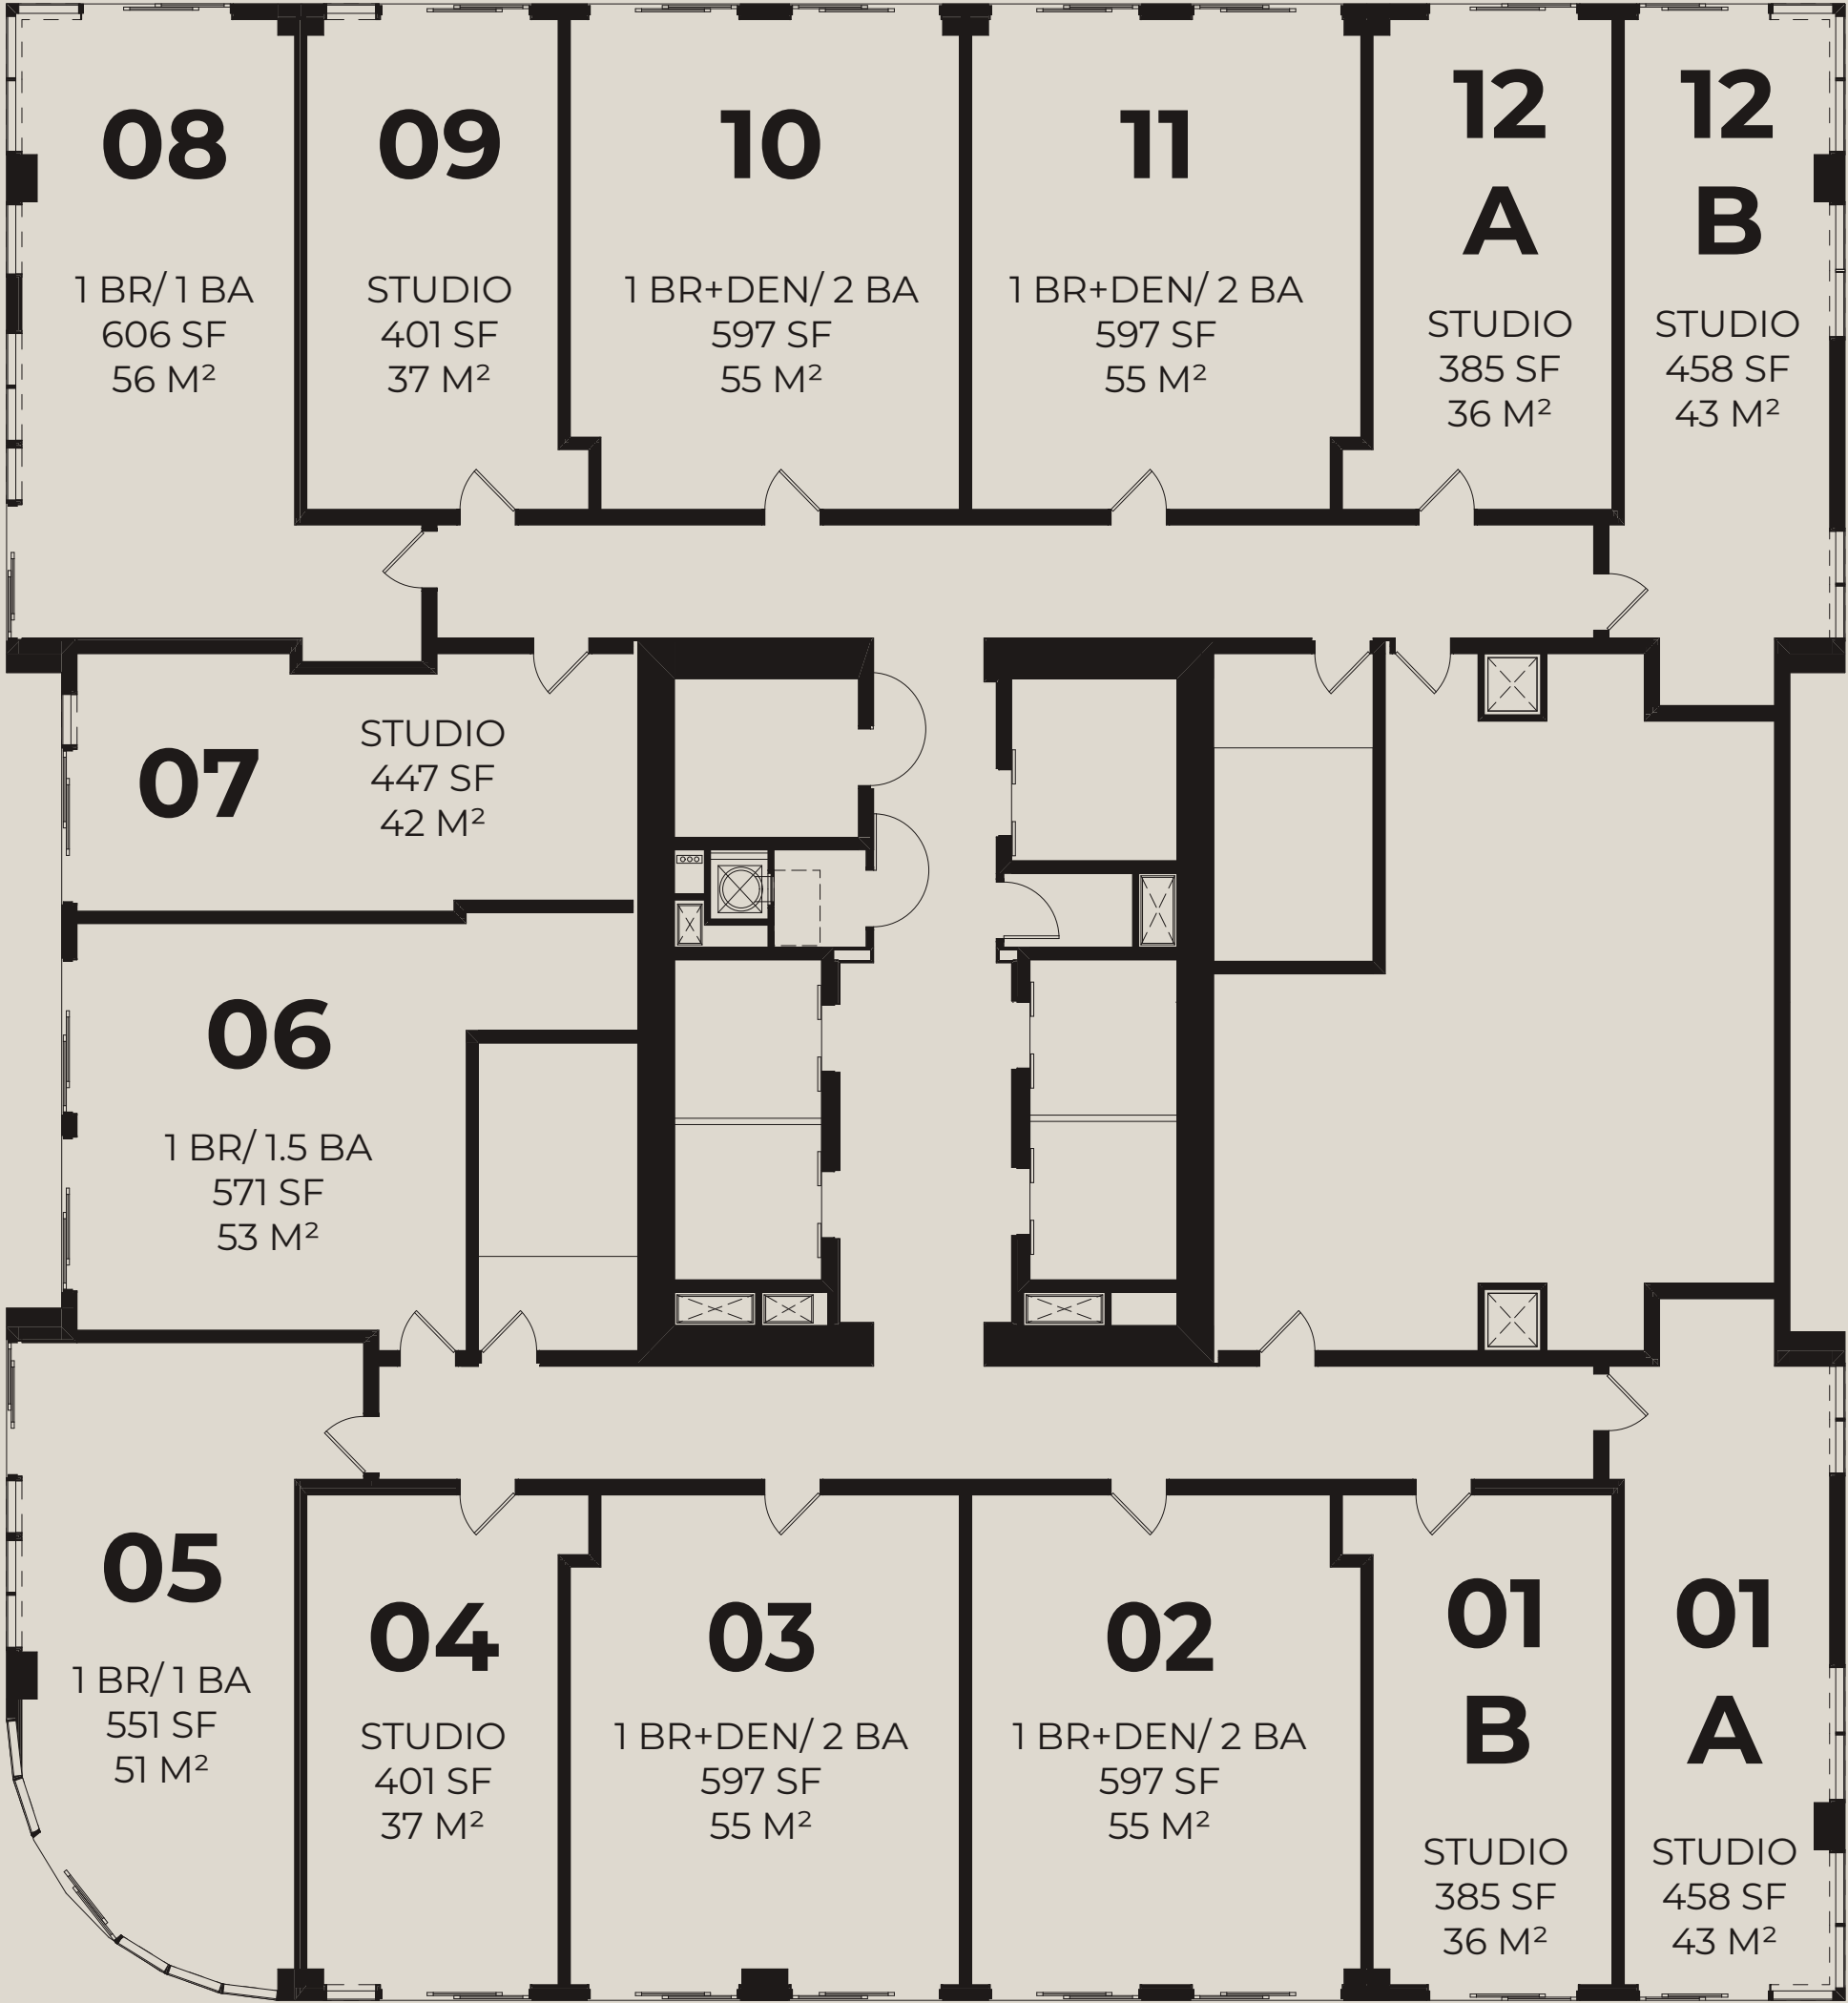 08
1 BR/ 1 BA
606 SF
56 M²
09
STUDIO
401 SF
37 M²
10
1 BR+DEN/ 2 BA
597 SF
55 M²
11
1 BR+DEN/ 2 BA
597 SF
55 M²
12
A
STUDIO
385 SF
36 M²
12
B
STUDIO
458 SF
43 M²
07
STUDIO
447 SF
42 M²
06
1 BR/ 1.5 BA
571 SF
53 M²
05
1 BR/ 1 BA
551 SF
51 M²
04
STUDIO
401 SF
37 M²
03
1 BR+DEN/ 2 BA
597 SF
55 M²
02
1 BR+DEN/ 2 BA
597 SF
55 M²
01
B
STUDIO
385 SF
36 M²
01
A
STUDIO
458 SF
43 M²